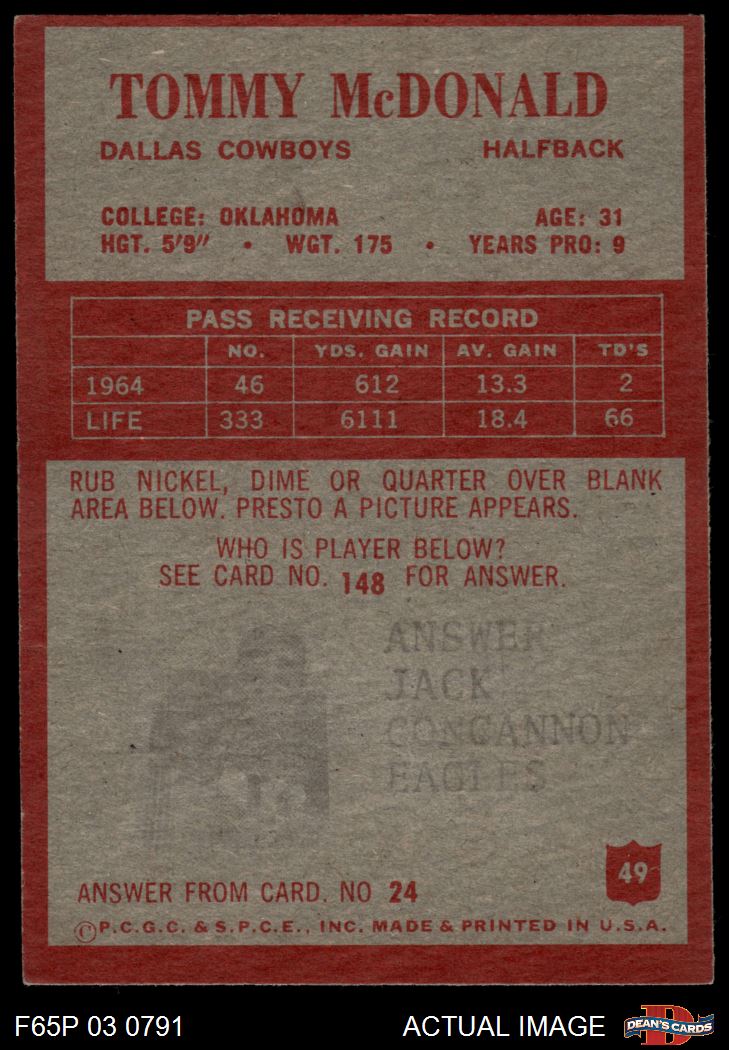 TOMMY McDONALD
DALLAS COWBOYS HALFBACK
COLLEGE: OKLAHOMA AGE: 31
HGT. 5'9" • WGT. 175 • YEARS PRO: 9
PASS RECEIVING RECORD
NO. YDS. GAIN AV. GAIN TD'S
1964 46 612 13.3 2
LIFE 333 6111 18.4 66
RUB NICKEL, DIME OR QUARTER OVER BLANK
AREA BELOW. PRESTO A PICTURE APPEARS.
WHO IS PLAYER BELOW?
SEE CARD NO. 148 FOR ANSWER.
ANSWER
JACK
CONCANNON
EAGLES
49
ANSWER FROM CARD. NO 24
©P.C.G.C. & S.P.C.E., INC. MADE & PRINTED IN U.S.A.
F65P 03 0791 ACTUAL IMAGE DEAN'S CARDS